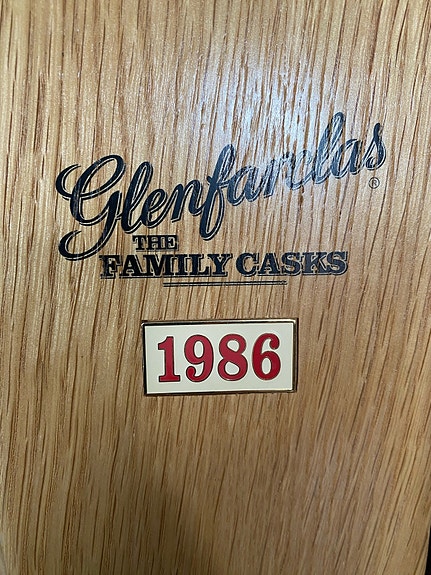 Glenfarclas®
THE
FAMILY CASKS
1986